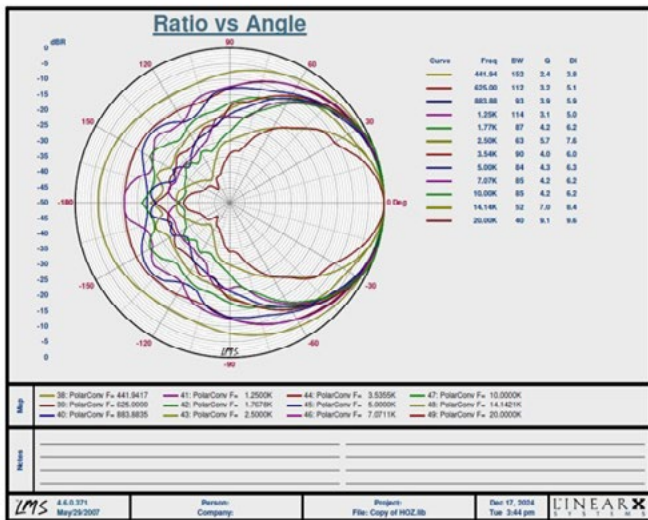 Ratio vs Angle
dBR
0
-5
-10
-15
-20
-25
-30
-35
-40
-45
-50
-45
-40
-35
-30
-25
-20
-15
-10
-5
0
90
120
60
150
30
-180
0 Deg
-150
-30
-120
-60
-90
LMS
Curve Freq BW Q DI
441.94 153 2.4 3.8
625.00 112 3.2 5.1
883.88 93 3.9 5.9
1.25K 114 3.1 5.0
1.77K 87 4.2 6.2
2.50K 63 5.7 7.6
3.54K 90 4.0 6.0
5.00K 84 4.3 6.3
7.07K 85 4.2 6.2
10.00K 85 4.2 6.2
14.14K 52 7.0 8.4
20.00K 40 9.1 9.6
Map
38: PolarConv F= 441.9417 41: PolarConv F= 1.2500K 44: PolarConv F= 3.5355K 47: PolarConv F= 10.0000K
39: PolarConv F= 625.0000 42: PolarConv F= 1.7678K 45: PolarConv F= 5.0000K 48: PolarConv F= 14.1421K
40: PolarConv F= 883.8835 43: PolarConv F= 2.5000K 46: PolarConv F= 7.0711K 49: PolarConv F= 20.0000K
Notes
LMS 4.6.0.371 Person: Project: Dec 17, 2024 LINEARX
May/29/2007 Company: File: Copy of HOZ.lib Tue 3:44 pm SYSTEMS